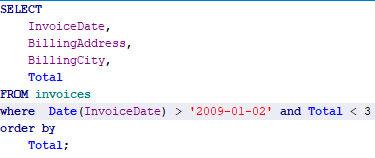 SELECT
InvoiceDate,
BillingAddress,
BillingCity,
Total
FROM invoices
where  Date(InvoiceDate) > '2009-01-02' and Total < 3
order by
Total;